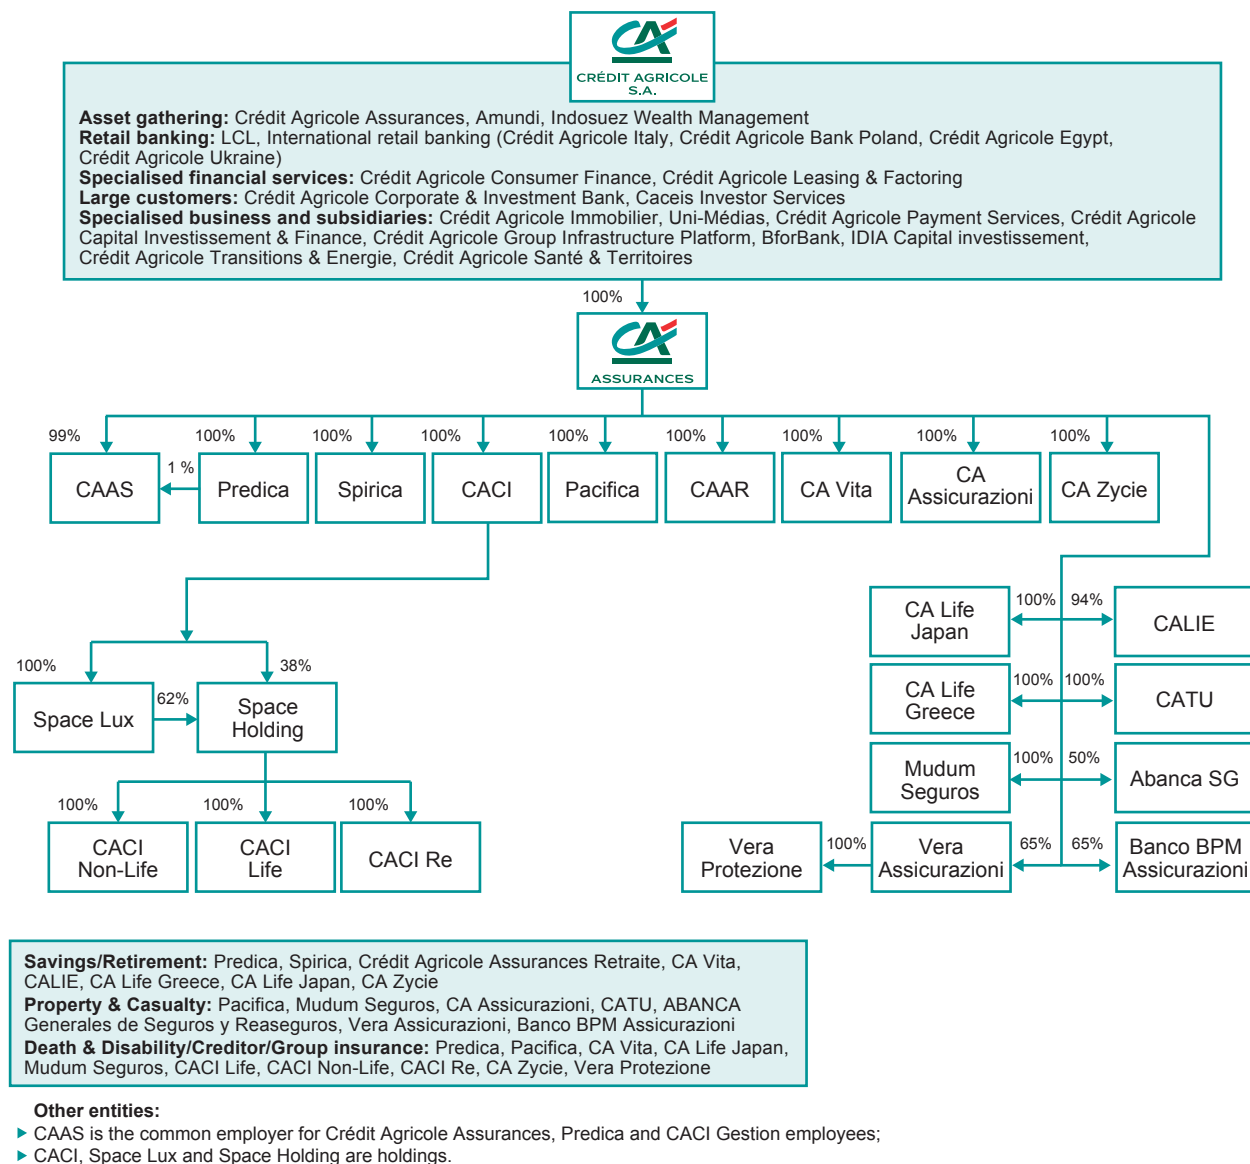 CA
CRÉDIT AGRICOLE
S.A.
Asset gathering: Crédit Agricole Assurances, Amundi, Indosuez Wealth Management
Retail banking: LCL, International retail banking (Crédit Agricole Italy, Crédit Agricole Bank Poland, Crédit Agricole Egypt,
Crédit Agricole Ukraine)
Specialised financial services: Crédit Agricole Consumer Finance, Crédit Agricole Leasing & Factoring
Large customers: Crédit Agricole Corporate & Investment Bank, Caceis Investor Services
Specialised business and subsidiaries: Crédit Agricole Immobilier, Uni-Médias, Crédit Agricole Payment Services, Crédit Agricole
Capital Investissement & Finance, Crédit Agricole Group Infrastructure Platform, BforBank, IDIA Capital investissement,
Crédit Agricole Transitions & Energie, Crédit Agricole Santé & Territoires
100%
CA
ASSURANCES
99%
100%
100%
100%
100%
100%
100%
100%
100%
CAAS
1 %
Predica
Spirica
CACI
Pacifica
CAAR
CA Vita
CA
Assicurazioni
CA Zycie
CA Life
Japan
100%
94%
CALIE
100%
38%
Space Lux
62%
Space
Holding
CA Life
Greece
100%
100%
CATU
Mudum
Seguros
100%
50%
Abanca SG
100%
100%
100%
CACI
Non-Life
CACI
Life
CACI Re
Vera
Protezione
100%
Vera
Assicurazioni
65%
65%
Banco BPM
Assicurazioni
Savings/Retirement: Predica, Spirica, Crédit Agricole Assurances Retraite, CA Vita,
CALIE, CA Life Greece, CA Life Japan, CA Zycie
Property & Casualty: Pacifica, Mudum Seguros, CA Assicurazioni, CATU, ABANCA
Generales de Seguros y Reaseguros, Vera Assicurazioni, Banco BPM Assicurazioni
Death & Disability/Creditor/Group insurance: Predica, Pacifica, CA Vita, CA Life Japan,
Mudum Seguros, CACI Life, CACI Non-Life, CACI Re, CA Zycie, Vera Protezione
Other entities:
CAAS is the common employer for Crédit Agricole Assurances, Predica and CACI Gestion employees;
CACI, Space Lux and Space Holding are holdings.